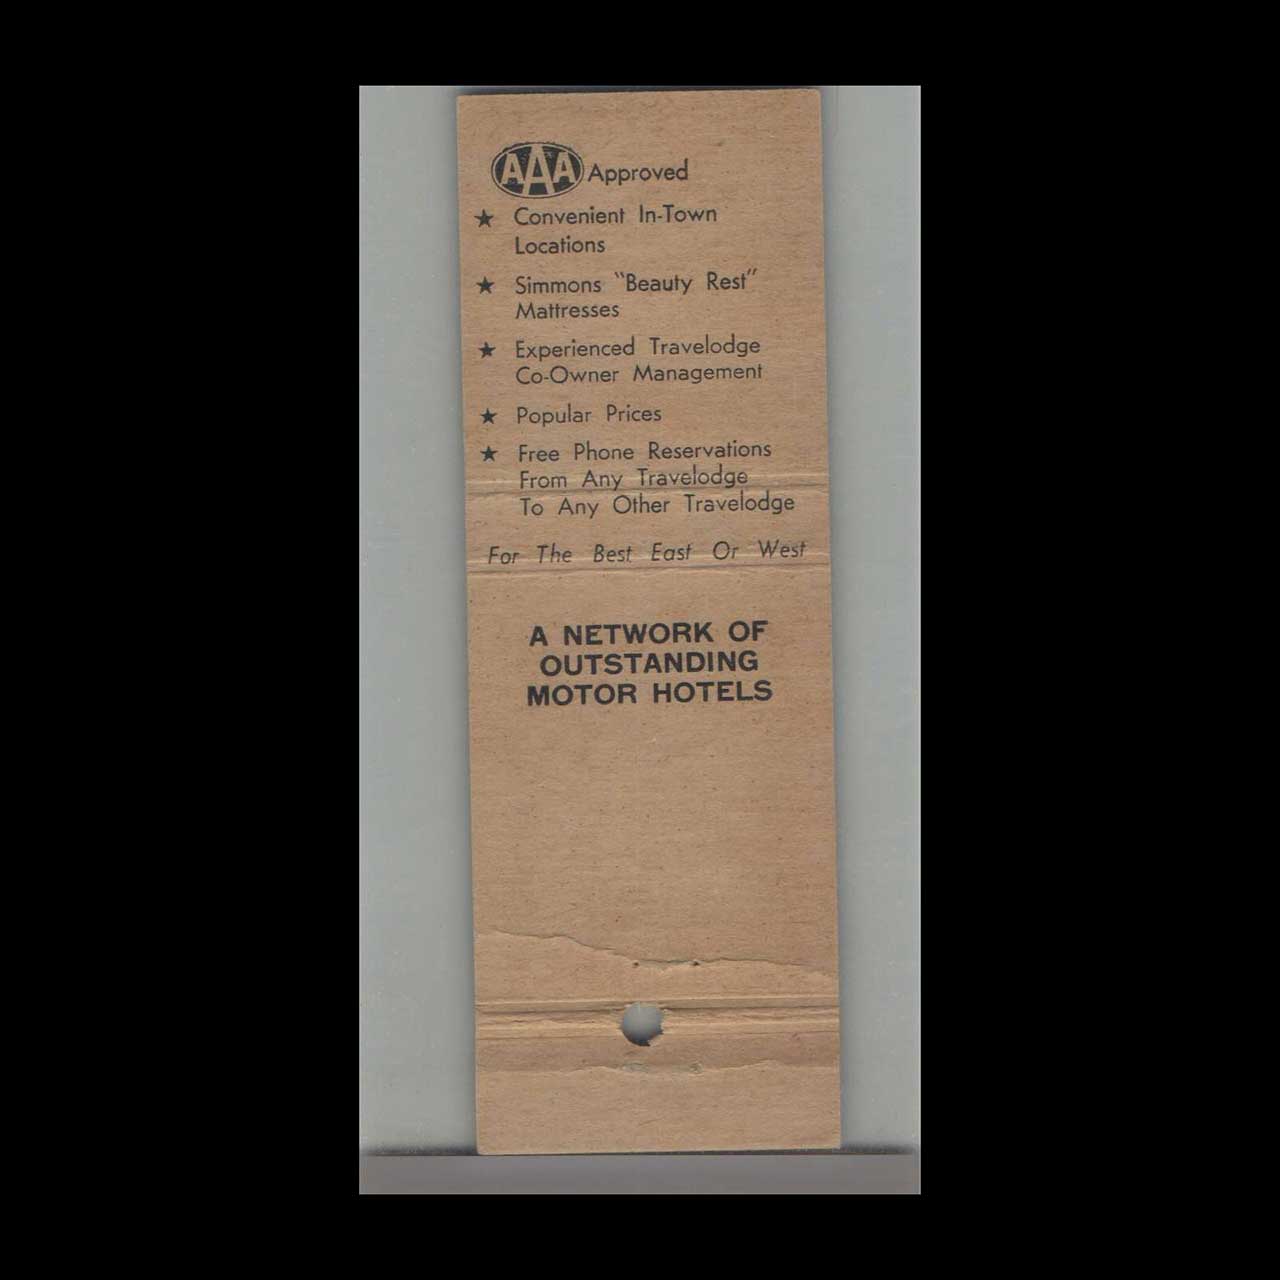 AAA Approved
★ Convenient In-Town
Locations
★ Simmons "Beauty Rest"
Mattresses
★ Experienced Travelodge
Co-Owner Management
★ Popular Prices
★ Free Phone Reservations
From Any Travelodge
To Any Other Travelodge
For The Best East Or West
A NETWORK OF
OUTSTANDING
MOTOR HOTELS